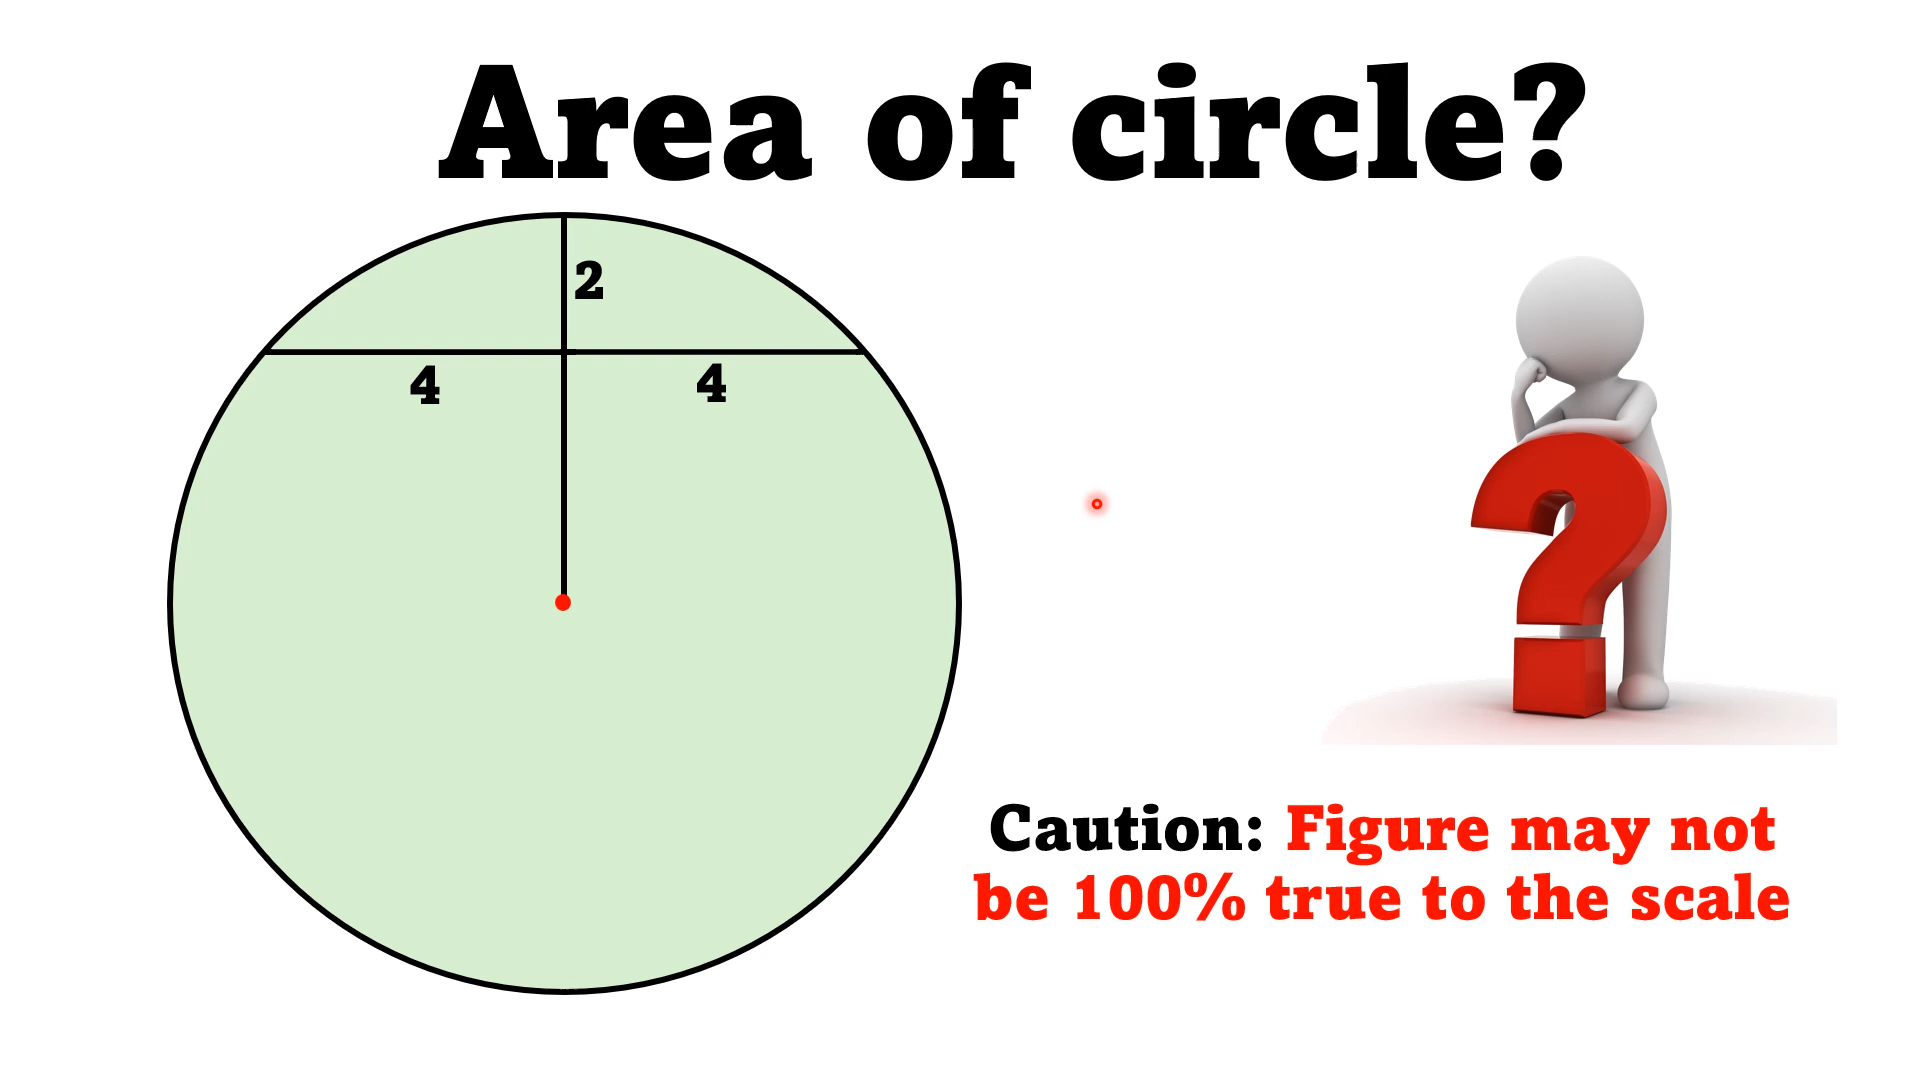 Area of circle?
2
4
4
Caution: Figure may not
be 100% true to the scale